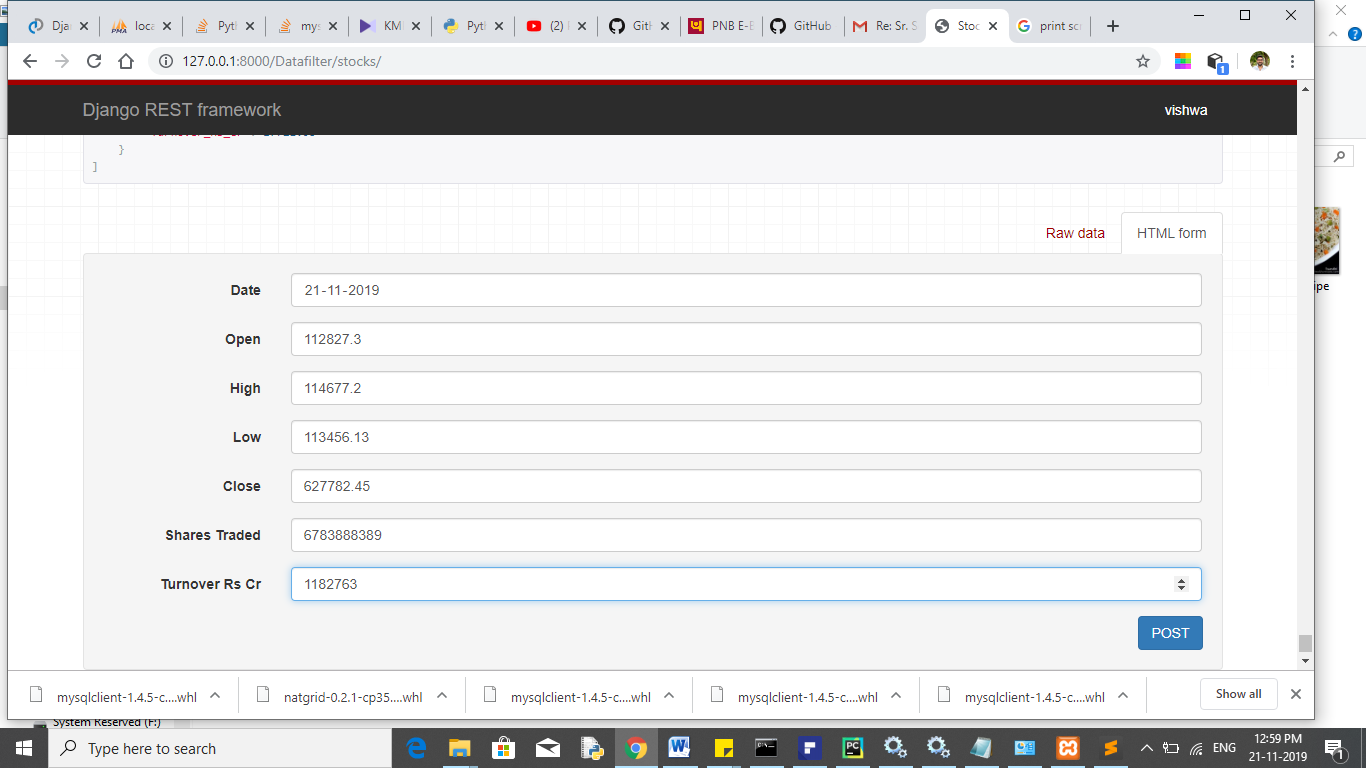 Dja
loca
Pyth
mys
KMI
Pyth
(2)
GitH
PNB E-B
GitHub
Re: Sr. S
Stoc
print scr
127.0.0.1:8000/Datafilter/stocks/
1
Django REST framework
vishwa
}
]
Raw data
HTML form
Date
21-11-2019
Open
112827.3
High
114677.2
Low
113456.13
Close
627782.45
Shares Traded
6783888389
Turnover Rs Cr
1182763
POST
ipe
mysqlclient-1.4.5-c....whl
natgrid-0.2.1-cp35....whl
mysqlclient-1.4.5-c....whl
mysqlclient-1.4.5-c....whl
mysqlclient-1.4.5-c....whl
Show all
System Reserved (F:)
Type here to search
ENG
12:59 PM
21-11-2019
1